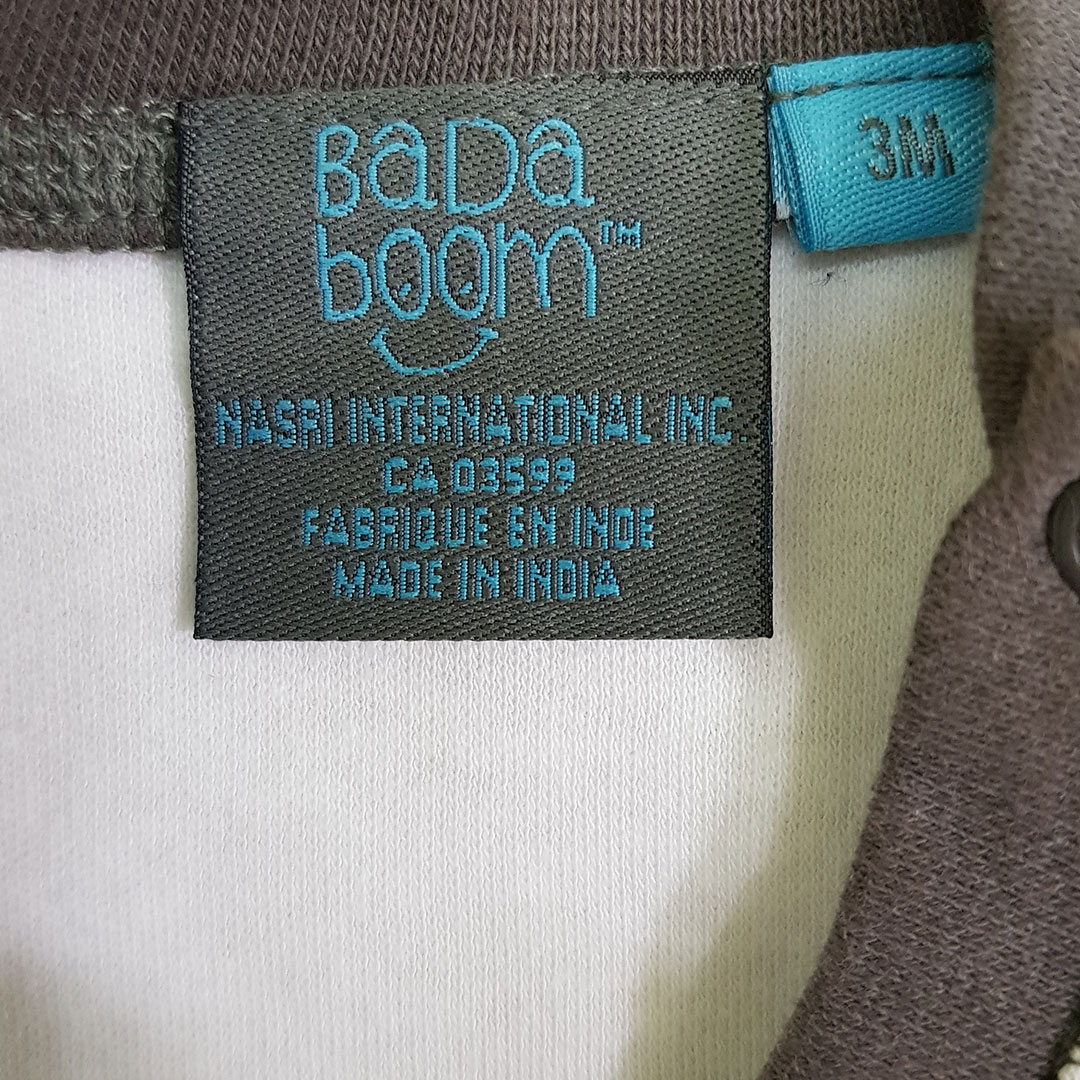 BaDa
boom™
NASRI INTERNATIONAL INC.
CA 03599
FABRIQUE EN INDE
MADE IN INDIA
3M